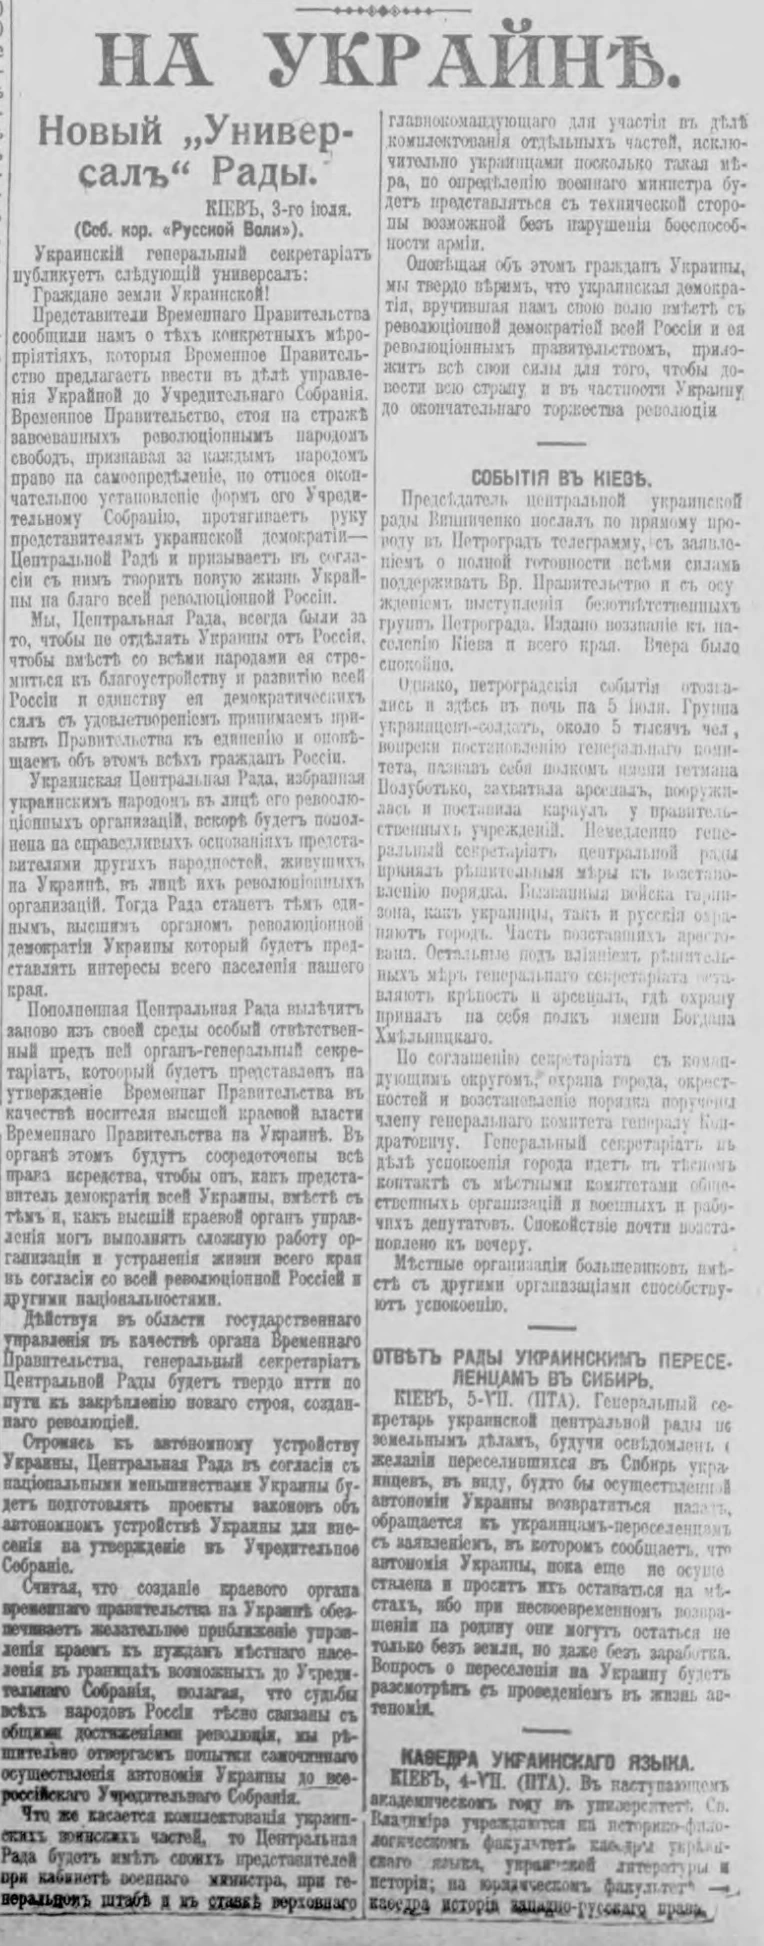 НА УКРАЙНѢ.
Новый „Универ-
салъ“ Рады.
КІЕВЪ, 3-го іюля.
(Соб. кор. «Русской Воли»).
Украинскій генеральный секретаріатъ
публикуетъ слѣдующій универсалъ:
Граждане земли Украинской!
Представители Временнаго Правительства
сообщили намъ о тѣхъ конкретныхъ мѣро-
пріятіяхъ, которыя Временное Правитель-
ство предлагаетъ ввести въ дѣлѣ управле-
нія Украйной до Учредительнаго Собранія.
Временное Правительство, стоя на стражѣ
завоеванныхъ революціоннымъ народомъ
свободъ, признавая за каждымъ народомъ
право на самоопредѣленіе, но относя окон-
чательное установленіе формъ его Учреди-
тельному Собранію, протягиваетъ руку
представителямъ украинской демократіи—
Центральной Радѣ и призываетъ въ согла-
сіи съ нимъ творить новую жизнь Украй-
ны на благо всей революціонной Россіи.
Мы, Центральная Рада, всегда были за
то, чтобы не отдѣлять Украины отъ Россіи,
чтобы вмѣстѣ со всѣми народами ея стре-
миться къ благоустройству и развитію всей
Россіи и единству ея демократическихъ
силъ съ удовлетвореніемъ принимаемъ при-
зывъ Правительства къ единенію и оповѣ-
щаемъ объ этомъ всѣхъ гражданъ Россіи.
Украинская Центральная Рада, избранная
украинскимъ народомъ въ лицѣ его револю-
ціонныхъ организацій, вскорѣ будетъ попол-
нена на справедливыхъ основаніяхъ предста-
вителями другихъ народностей, живущихъ
на Украинѣ, въ лицѣ ихъ революціонныхъ
организацій. Тогда Рада станетъ тѣмъ еди-
нымъ, высшимъ органомъ революціонной
демократіи Украины который будетъ пред-
ставлять интересы всего населенія нашего
края.
Пополненная Центральная Рада вылѣчитъ
заново изъ своей среды особый отвѣтствен-
ный предъ ней органъ-генеральный секре-
таріатъ, котоорый будетъ представленъ на
утвержденіе Временнаг Правительства въ
качествѣ носителя высшей краевой власти
Временнаго Правительства на Украинѣ. Въ
органѣ этомъ будутъ сосредоточены всѣ
права исредства, чтобы онъ, какъ предста-
витель демократіи всей Украины, вмѣстѣ съ
тѣмъ и, какъ высшій краевой органъ управ-
ленія могъ выполнять сложную работу ор-
ганизаціи и устраненія жизни всего края
въ согласіи со всей революціонной Россіей и
другими національностями.
Дѣйствуя въ области государственнаго
управленія въ качествѣ органа Временнаго
Правительства, генеральный секретаріатъ
Центральной Рады будетъ твердо итти по
пути къ закрѣпленію новаго строя, создан-
наго революціей.
Стремясь къ автономному устройству
Украины, Центральная Рада въ согласіи съ
національными меньшинствами Украины бу-
детъ подготовлять проекты законовъ объ
автономномъ устройствѣ Украины для вне-
сенія на утвержденіе въ Учредительное
Собраніе.
Считая, что созданіе краевого органа
временнаго правительства на Украинѣ обез-
печиваетъ желательное приближеніе управ-
ленія краемъ къ нуждамъ мѣстнаго насе-
ленія въ границахъ возможныхъ до Учреди-
тельнаго Собранія, полагая, что судьбы
всѣхъ народовъ Россіи тѣсно связаны съ
общими достиженіями революціи, мы рѣ-
шительно отвергаемъ попытки самочиннаго
осуществленія автономіи Украины до все-
россійскаго Учредительнаго Собранія.
Что же касается комплектованія украин-
скихъ воинскихъ частей, то Центральная
Рада будетъ имѣть своихъ представителей
при кабинетѣ военнаго министра, при ге-
неральномъ штабѣ и къ ставкѣ верховнаго
главнокомандующаго для участія въ дѣлѣ
комплектованія отдѣльныхъ частей, исклю-
чительно украинцами поскольку такая мѣ-
ра, по опредѣленію военнаго министра бу-
детъ представляться съ технической сторо-
ны возможной безъ нарушенія боеспособ-
ности арміи.
Оповѣщая объ этомъ гражданъ Украины,
мы твердо вѣримъ, что украинская демокра-
тія, вручившая намъ свою волю вмѣстѣ съ
революціонной демократіей всей Россіи и ея
революціоннымъ правительствомъ, прило-
житъ всѣ свои силы для того, чтобы до-
вести всю страну и въ частности Украину
до окончательнаго торжества революціи
СОБЫТІЯ ВЪ КІЕВѢ.
Предсѣдатель центральной украинской
рады Винниченко послалъ по прямому про-
воду въ Петроградъ телеграмму, съ заявле-
ніемъ о полной готовности всѣми силами
поддерживать Вр. Правительство и съ осу
жденіемъ выступленія безотвѣтственныхъ
группъ Петрограда. Издано воззваніе къ на-
селенію Кіева и всего края. Вчера было
спокойно.
Однако, петроградскія событія отозва-
лись и здѣсь въ ночь на 5 іюля. Группа
украинцев-солдатъ, около 5 тысячъ чел,
вопреки постановленію генеральнаго коми-
тета, назвавъ себя полкомъ имени гетмана
Полуботько, захватила арсеналъ, вооружи-
лась и поставила караулъ у правитель-
ственныхъ учрежденій. Немедленно гене-
ральный секретаріатъ центральной рады
принялъ рѣшительныя мѣры къ возстано-
вленію порядка. Вызванныя войска гарни-
зона, какъ украинцы, такъ и русскія охра-
няютъ городъ. Часть возставшихъ аресто-
вана. Остальные подъ вліяніемъ рѣшитель-
ныхъ мѣръ генеральнаго секретаріата оста-
вляютъ крѣпость и арсеналъ, гдѣ охрану
принялъ на себя полкъ имени Богдана
Хмѣльницкаго.
По соглашенію секретаріата съ коман-
дующимъ округомъ, охрана города, окрест-
ностей и возстановленіе порядка поручены
члену генеральнаго комитета генералу Кон-
дратовичу. Генеральный секретаріатъ въ
дѣлѣ успокоенія города идетъ въ тѣсномъ
контактѣ съ мѣстными комитетами обще-
ственныхъ организацій и военныхъ и рабо-
чихъ депутатовъ. Спокойствіе почти возста-
новлено къ вечеру.
Мѣстные организаціи большевиковъ вмѣ-
стѣ съ другими организаціями способству-
ютъ успокоенію.
ОТВѢТЪ РАДЫ УКРАИНСКИМЪ ПЕРЕСЕ-
ЛЕНЦАМЪ ВЪ СИБИРЬ.
КІЕВЪ, 5-VII. (ПТА). Генеральный се-
кретарь украинской центральной рады по
земельнымъ дѣламъ, будучи освѣдомленъ о
желаніи переселившихся въ Сибирь укра-
инцевъ, въ виду, будто бы осуществленной
автономіи Украины возвратиться назадъ,
обращается къ украинцамъ-переселенцамъ
съ заявленіемъ, въ которомъ сообщаетъ, что
автономія Украины, пока еще не осуще
ствлена и проситъ ихъ оставаться на мѣ-
стахъ, ибо при несвоевременномъ возвра-
щеніи на родину они могутъ остаться не
только безъ земли, но даже безъ заработка.
Вопросъ о переселеніи на Украину будетъ
разсмотрѣнъ съ проведеніемъ въ жизнь ав-
тономіи.
КАФЕДРА УКРАИНСКАГО ЯЗЫКА.
КІЕВЪ, 4-VII. (ПТА). Въ наступающемъ
академическомъ году въ университетѣ Св.
Владиміра учреждаются на историко-фило-
логическомъ факультетѣ кафедры украин-
скаго языка, украинской литературы и
исторіи; на юридическомъ факультетѣ —
кафедра исторіи западно-русскаго права.